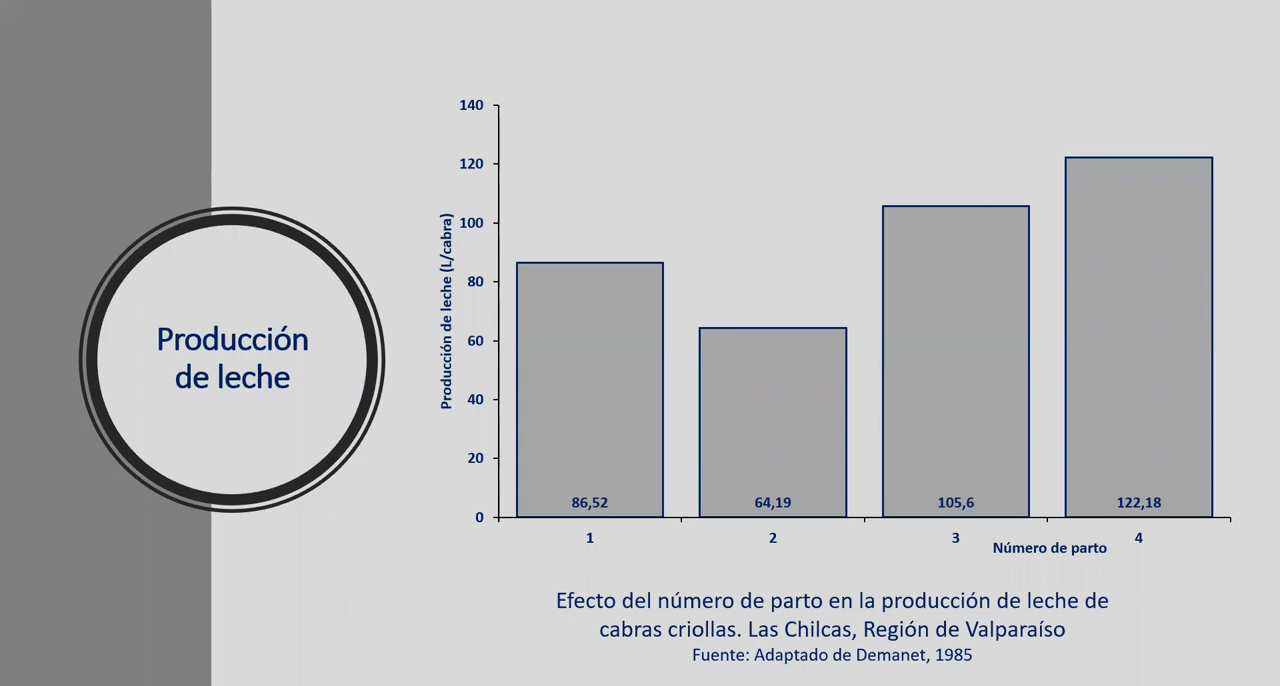 Producción
de leche
Producción de leche (L/cabra)
140
120
100
80
60
40
20
0
86,52
64,19
105,6
122,18
1
2
3
4
Número de parto
Efecto del número de parto en la producción de leche de
cabras criollas. Las Chilcas, Región de Valparaíso
Fuente: Adaptado de Demanet, 1985